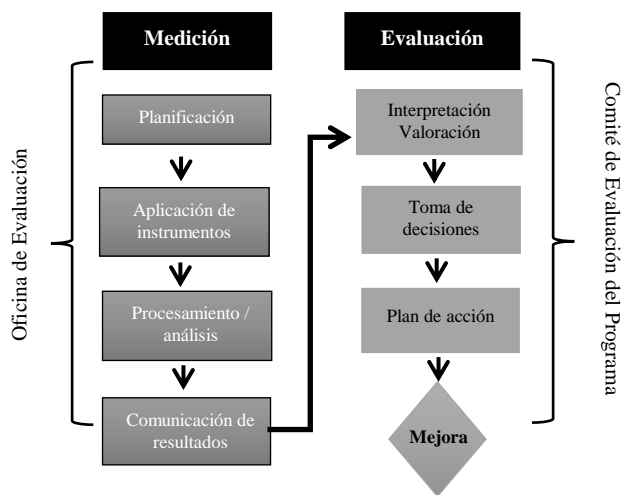 Medición
Evaluación
Oficina de Evaluación
Planificación
Aplicación de
instrumentos
Procesamiento /
análisis
Comunicación de
resultados
Interpretación
Valoración
Toma de
decisiones
Plan de acción
Mejora
Comité de Evaluación del Programa